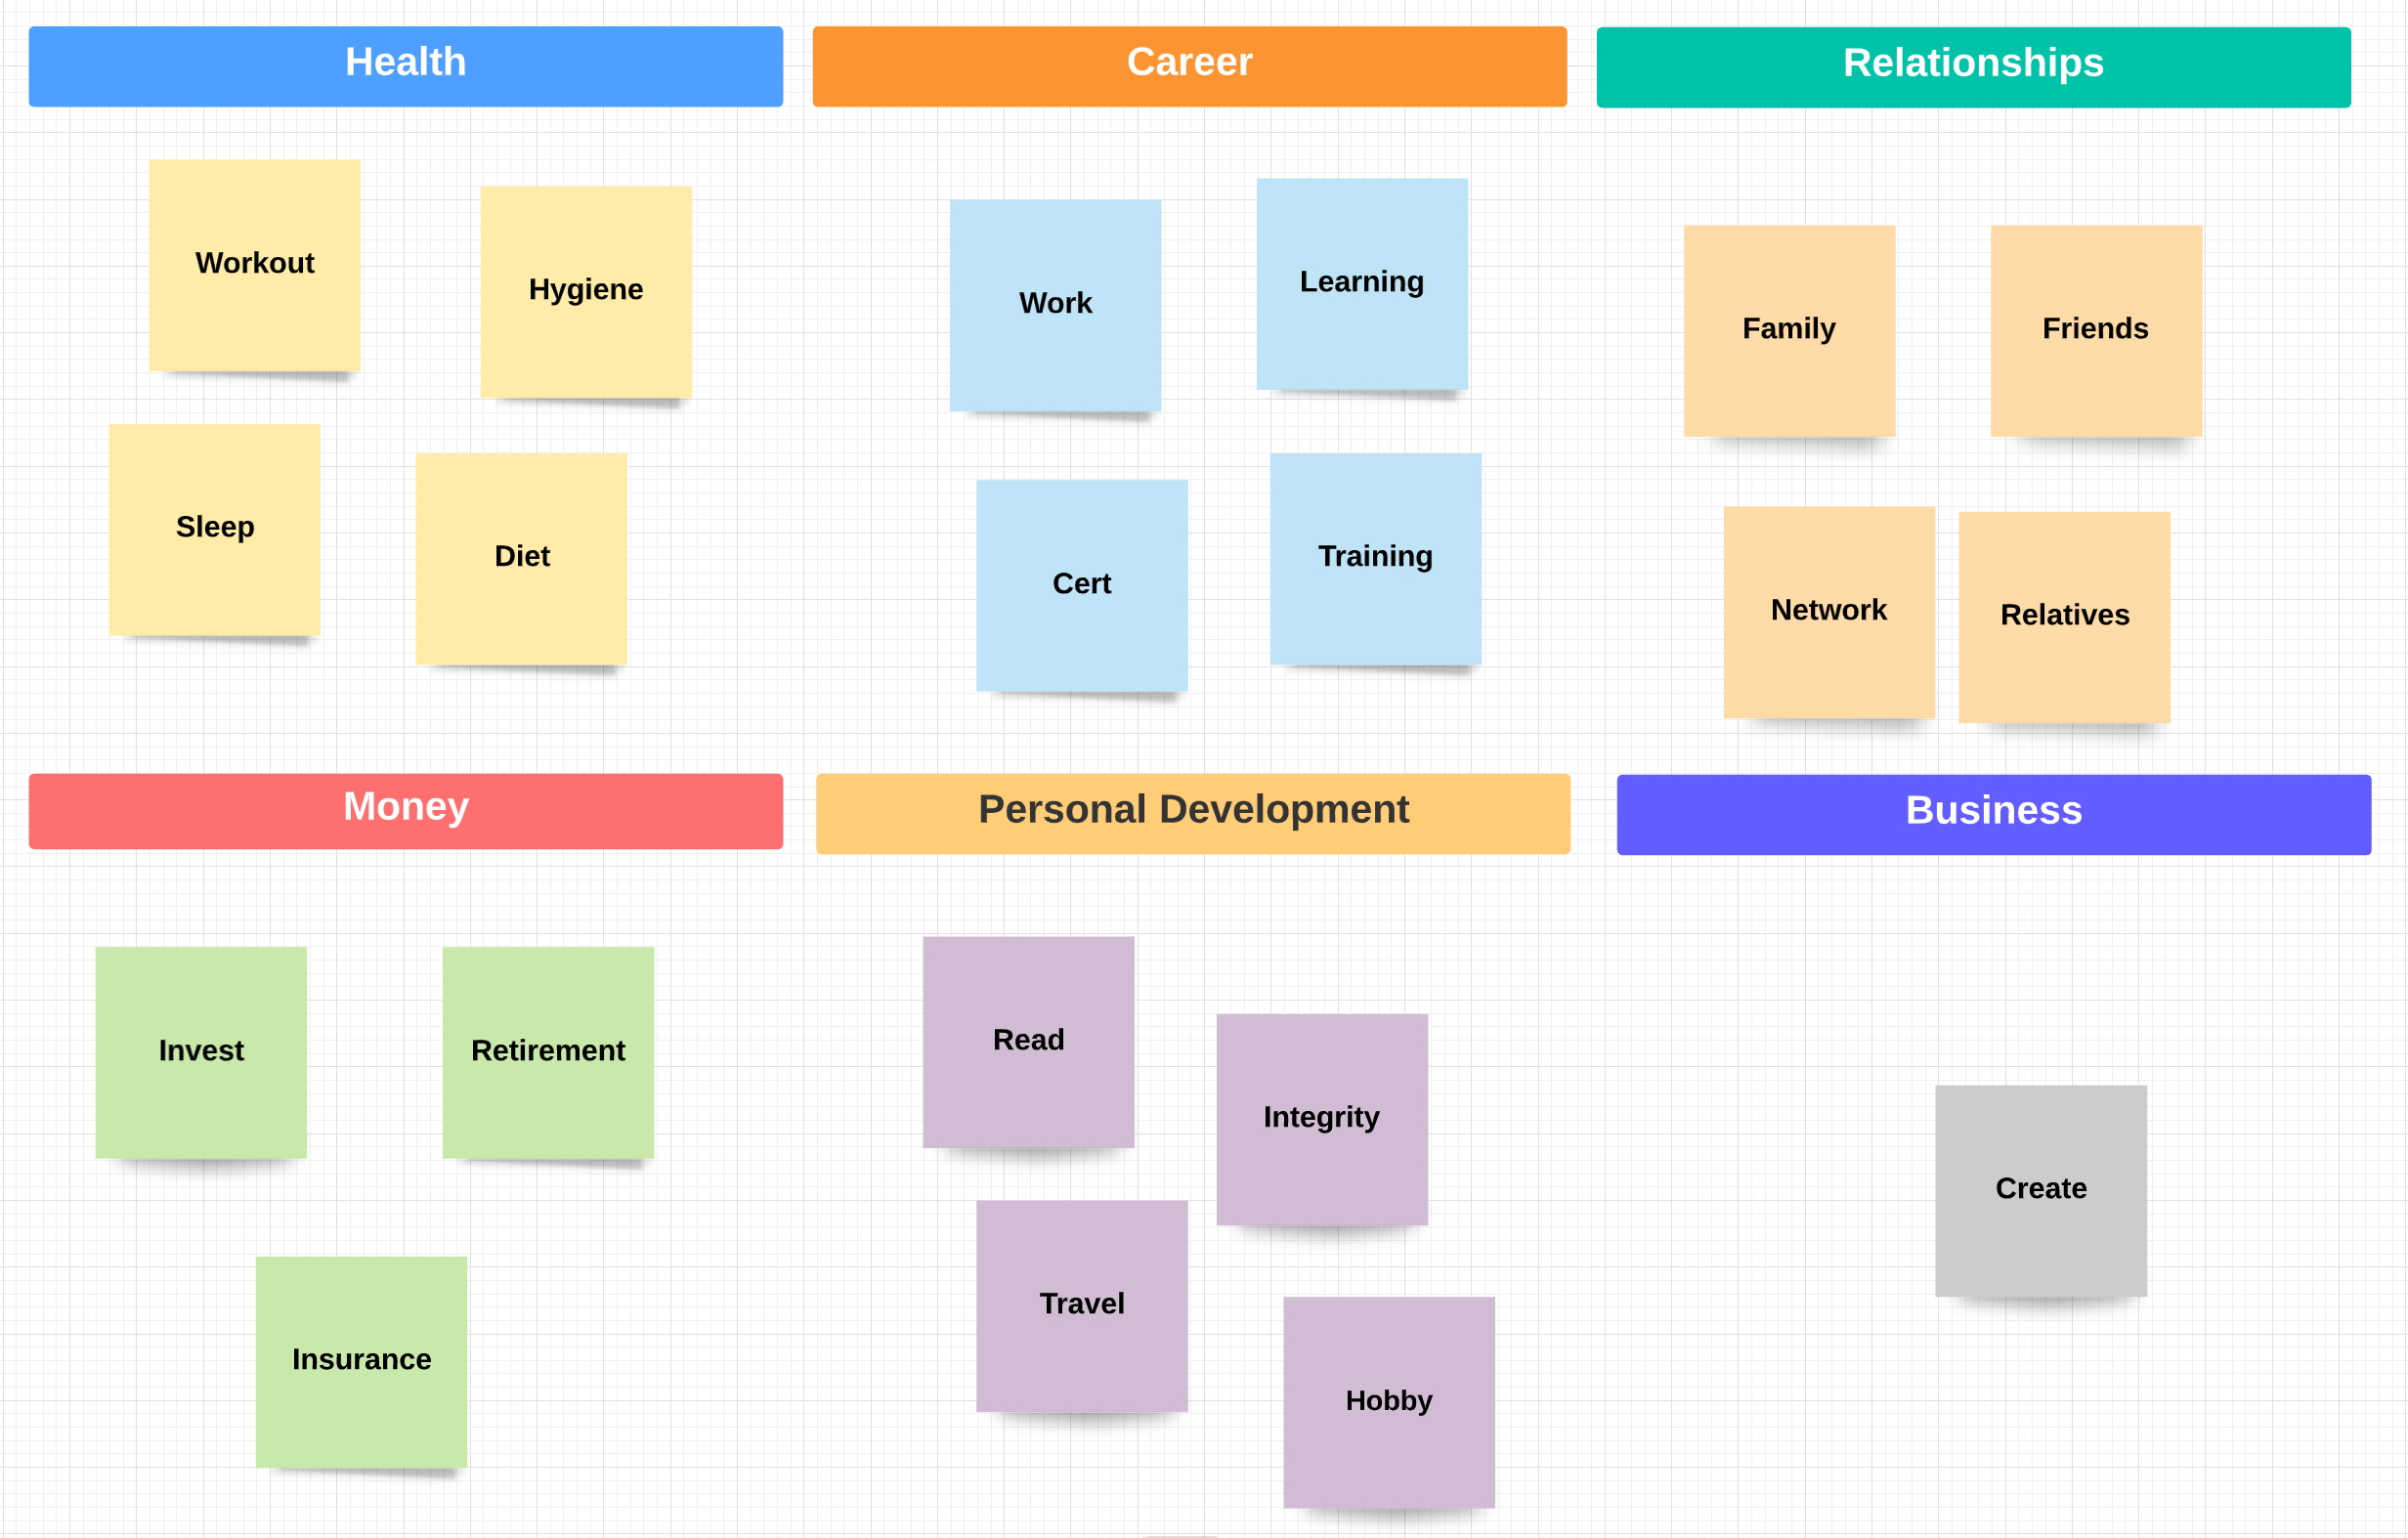 Health
Workout
Hygiene
Sleep
Diet
Career
Work
Learning
Cert
Training
Relationships
Family
Friends
Network
Relatives
Money
Invest
Retirement
Insurance
Personal Development
Read
Integrity
Travel
Hobby
Business
Create